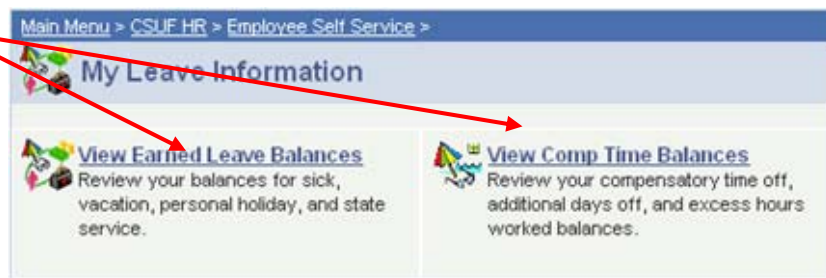 Main Menu > CSUF HR > Employee Self Service >
My Leave Information
View Earned Leave Balances
Review your balances for sick,
vacation, personal holiday, and state
service.
View Comp Time Balances
Review your compensatory time off,
additional days off, and excess hours
worked balances.